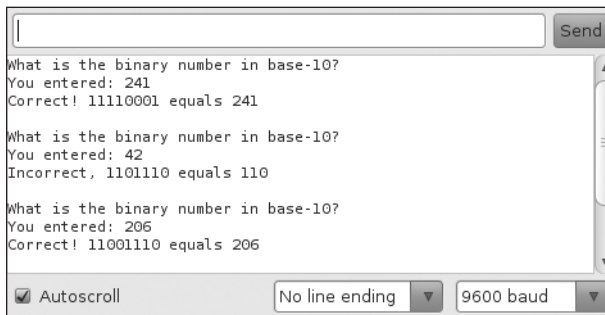 Send
What is the binary number in base-10?
You entered: 241
Correct! 11110001 equals 241
What is the binary number in base-10?
You entered: 42
Incorrect, 1101110 equals 110
What is the binary number in base-10?
You entered: 206
Correct! 11001110 equals 206
Autoscroll No line ending 9600 baud